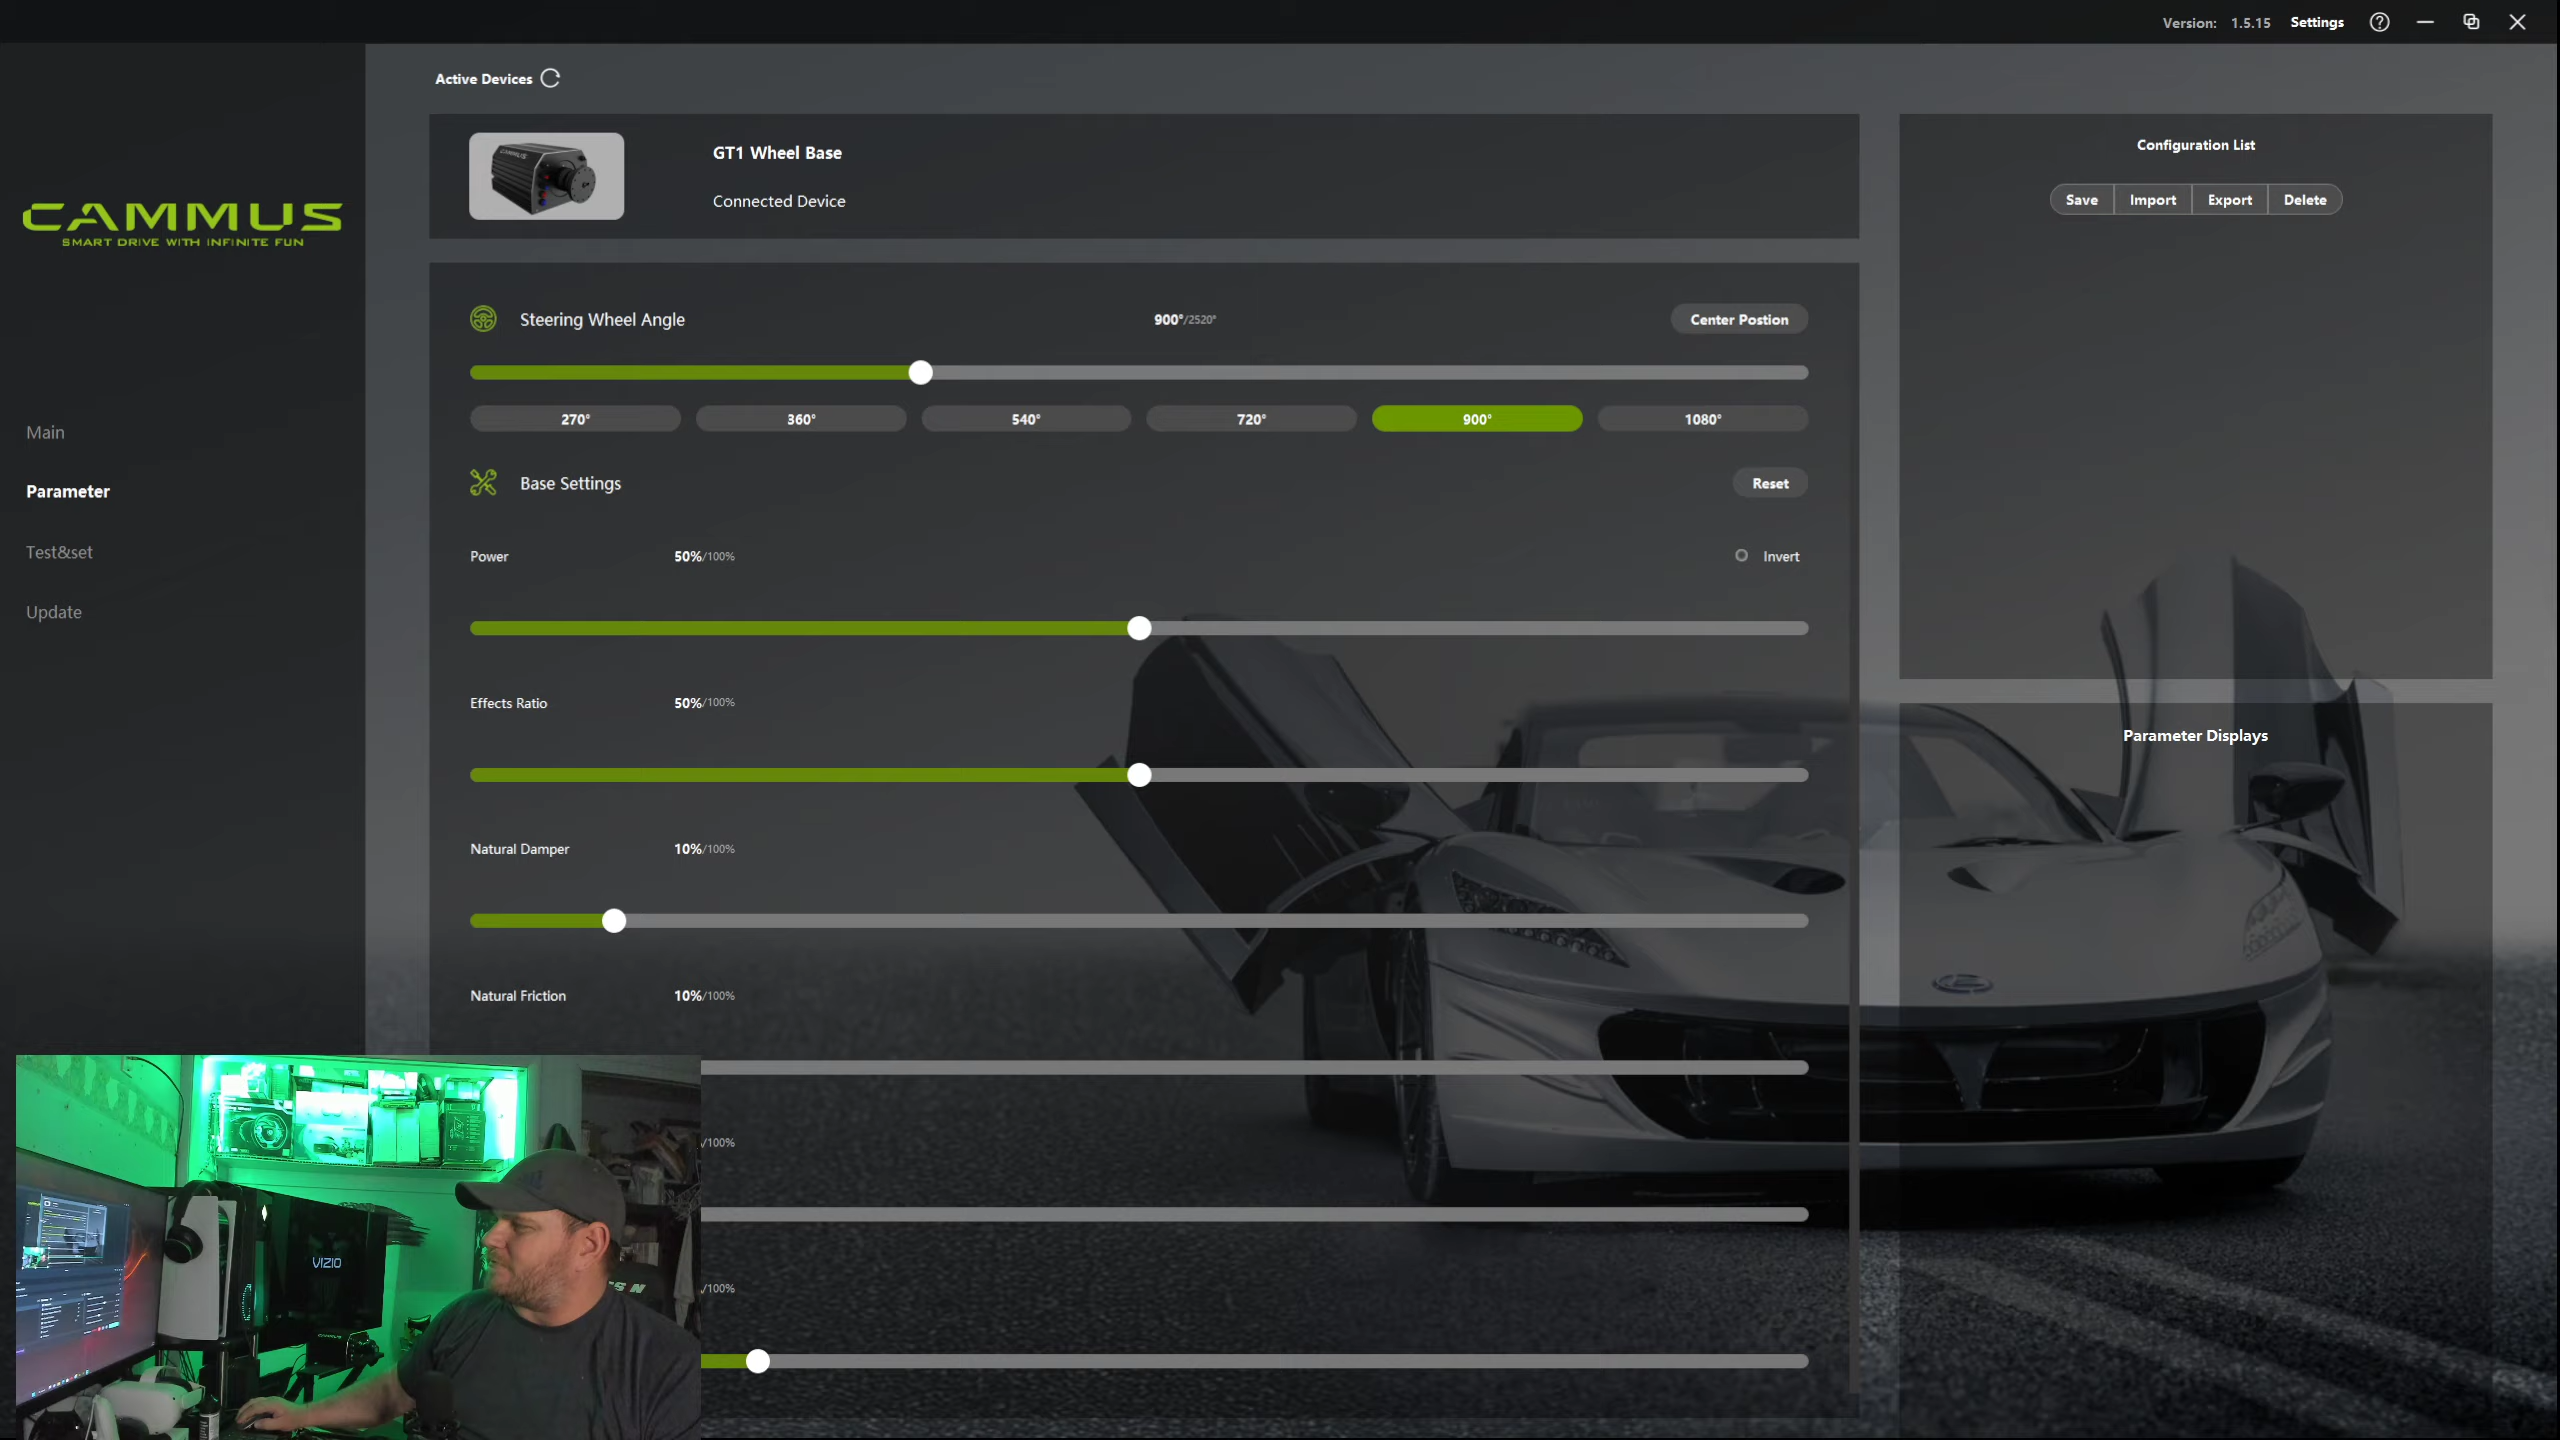 Version: 1.5.15 Settings
Active Devices
GT1 Wheel Base
Connected Device
Configuration List
Save Import Export Delete
CAMMUS
SMART DRIVE WITH INFINITE FUN
Steering Wheel Angle 900°/2520° Center Postion
270° 360° 540° 720° 900° 1080°
Main
Parameter
Test&set
Update
Base Settings Reset
Power 50%/100% Invert
Effects Ratio 50%/100%
Parameter Displays
Natural Damper 10%/100%
Natural Friction 10%/100%
/100%
/100%
VIZIO